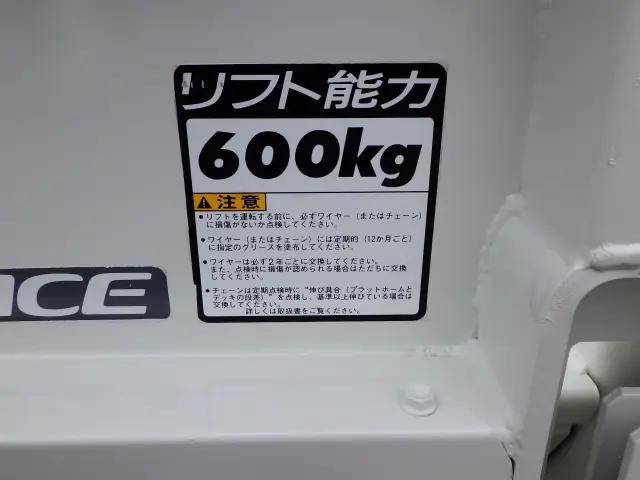 リフト能力
600kg
注意
●リフトを運転する前に、必ずワイヤー（またはチェーン）
に損傷がないか点検してください。
●ワイヤー（またはチェーン）には定期的（12か月ごと）
に指定のグリースを塗布してください。
●ワイヤーは必ず2年ごとに交換してください。
また、点検時に損傷が認められる場合はただちに交換
してください。
●チェーンは定期点検時に“伸び具合（プラットホームと
デッキの段差）”を点検し、基準以上伸びている場合は
交換してください。
詳しくは取扱書をご覧ください。
ICE